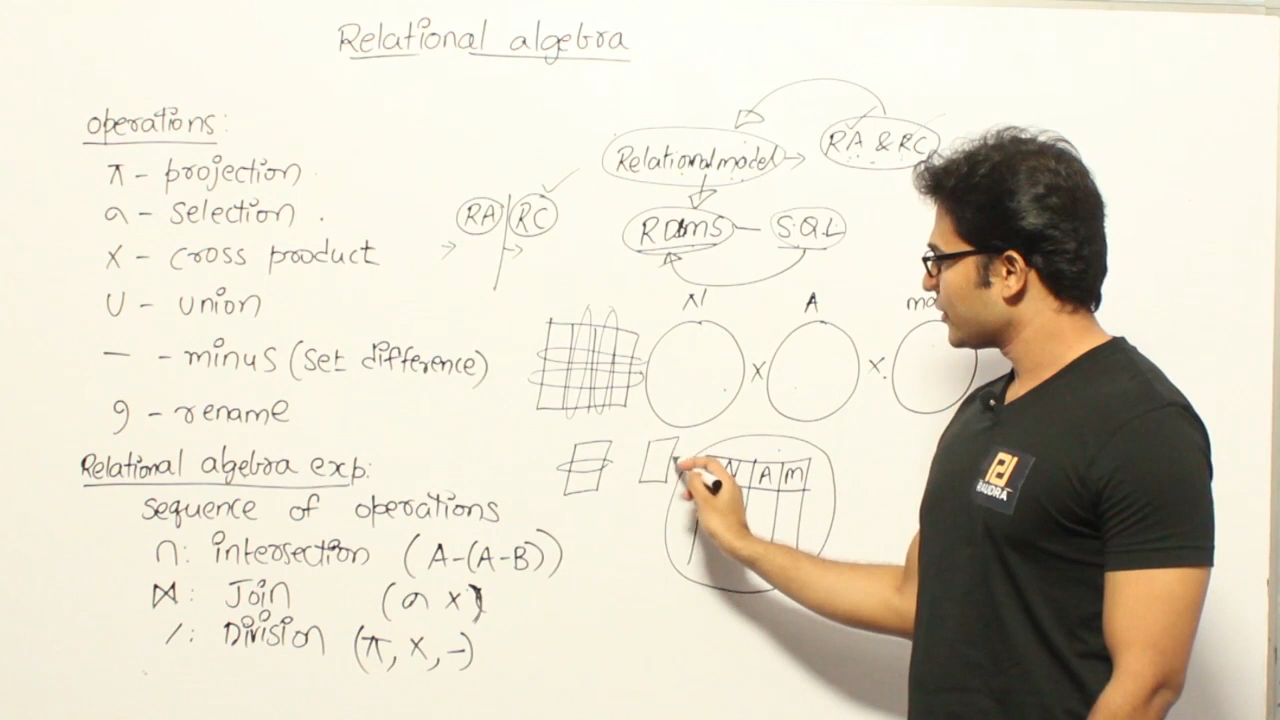 Relational algebra
operations:
π - projection
σ - selection
X - cross product
U - union
— - minus (set difference)
ρ - rename
Relational algebra exp:
sequence of operations
∩: intersection (A-(A-B))
⋈: Join (σ X)
/: Division (π, X, -)
RA | RC
Relational model → RA & RC
RDBMS — S.Q.L
A
X X
N A M
RAUDRA